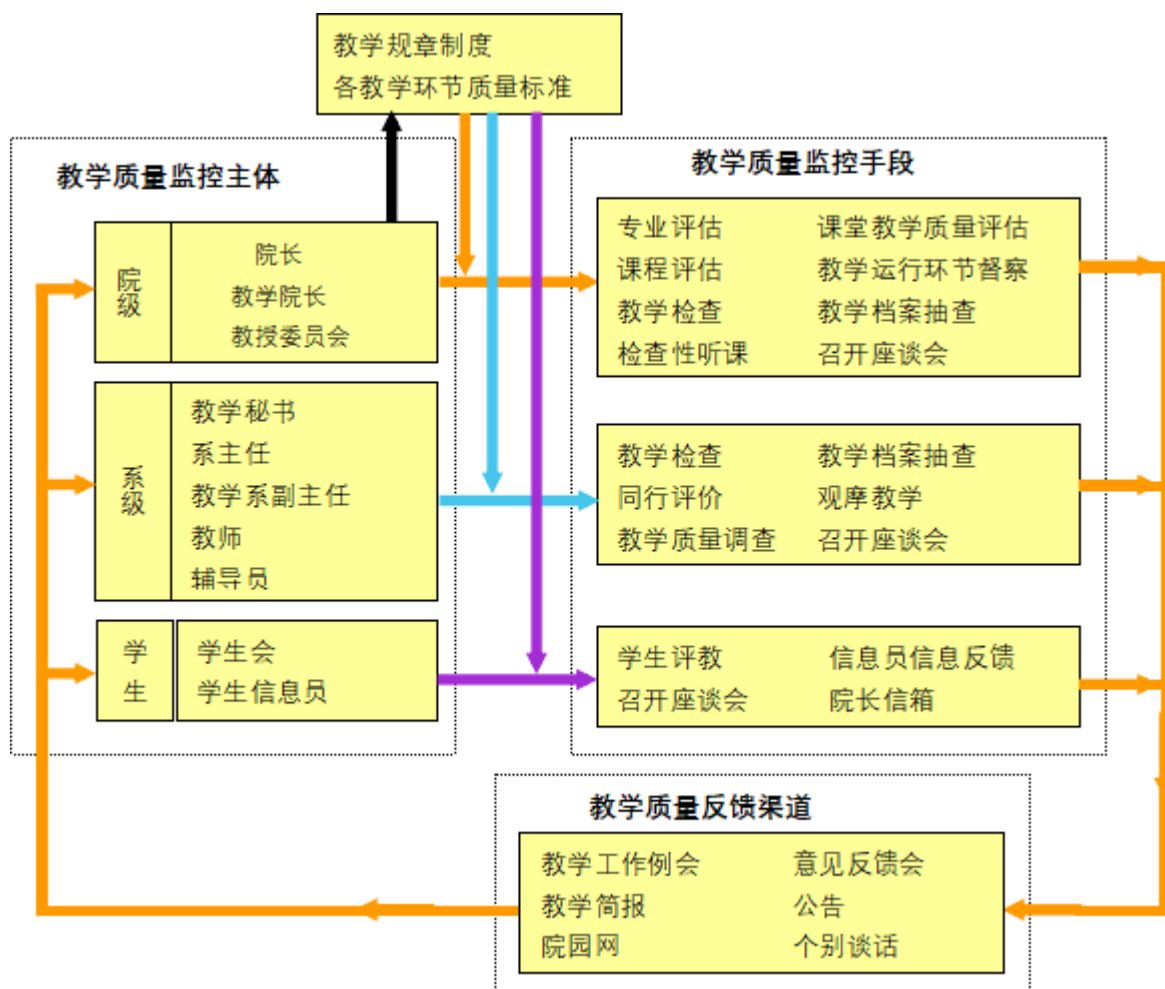 教学规章制度
各教学环节质量标准
教学质量监控主体
院级
院长
教学院长
教授委员会
系级
教学秘书
系主任
教学系副主任
教师
辅导员
学生
学生会
学生信息员
教学质量监控手段
专业评估 课堂教学质量评估
课程评估 教学运行环节督察
教学检查 教学档案抽查
检查性听课 召开座谈会
教学检查 教学档案抽查
同行评价 观摩教学
教学质量调查 召开座谈会
学生评教 信息员信息反馈
召开座谈会 院长信箱
教学质量反馈渠道
教学工作例会 意见反馈会
教学简报 公告
院园网 个别谈话